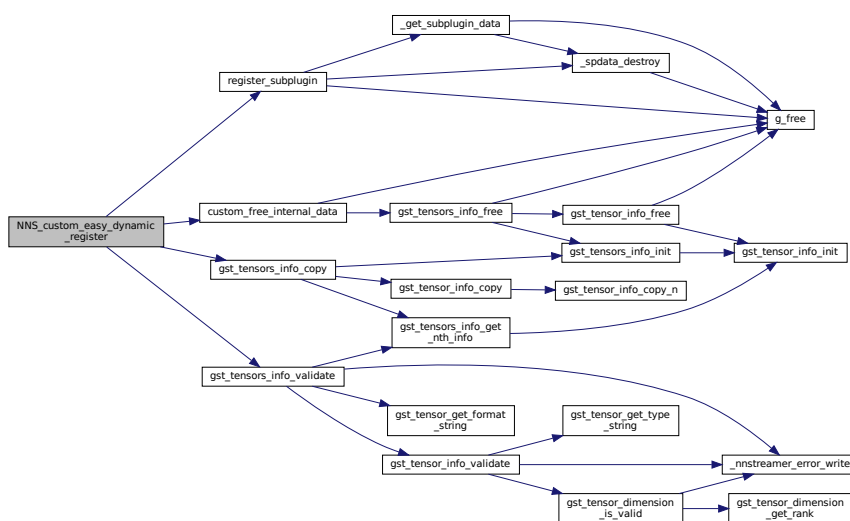 _get_subplugin_data
_spdata_destroy
register_subplugin
g_free
custom_free_internal_data
gst_tensors_info_free
gst_tensor_info_free
NNS_custom_easy_dynamic
_register
gst_tensors_info_init
gst_tensor_info_init
gst_tensors_info_copy
gst_tensor_info_copy
gst_tensor_info_copy_n
gst_tensors_info_get
_nth_info
gst_tensors_info_validate
gst_tensor_get_format
_string
gst_tensor_get_type
_string
gst_tensor_info_validate
_nnstreamer_error_write
gst_tensor_dimension
_is_valid
gst_tensor_dimension
_get_rank